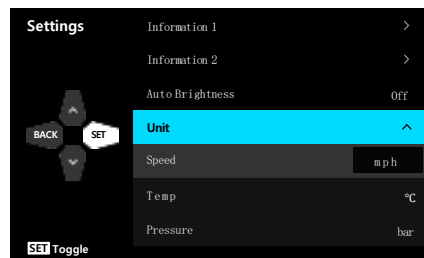 Settings
Information 1 >
Information 2 >
Auto Brightness Off
BACK SET
Unit
Speed mph
Temp °C
Pressure bar
SET Toggle